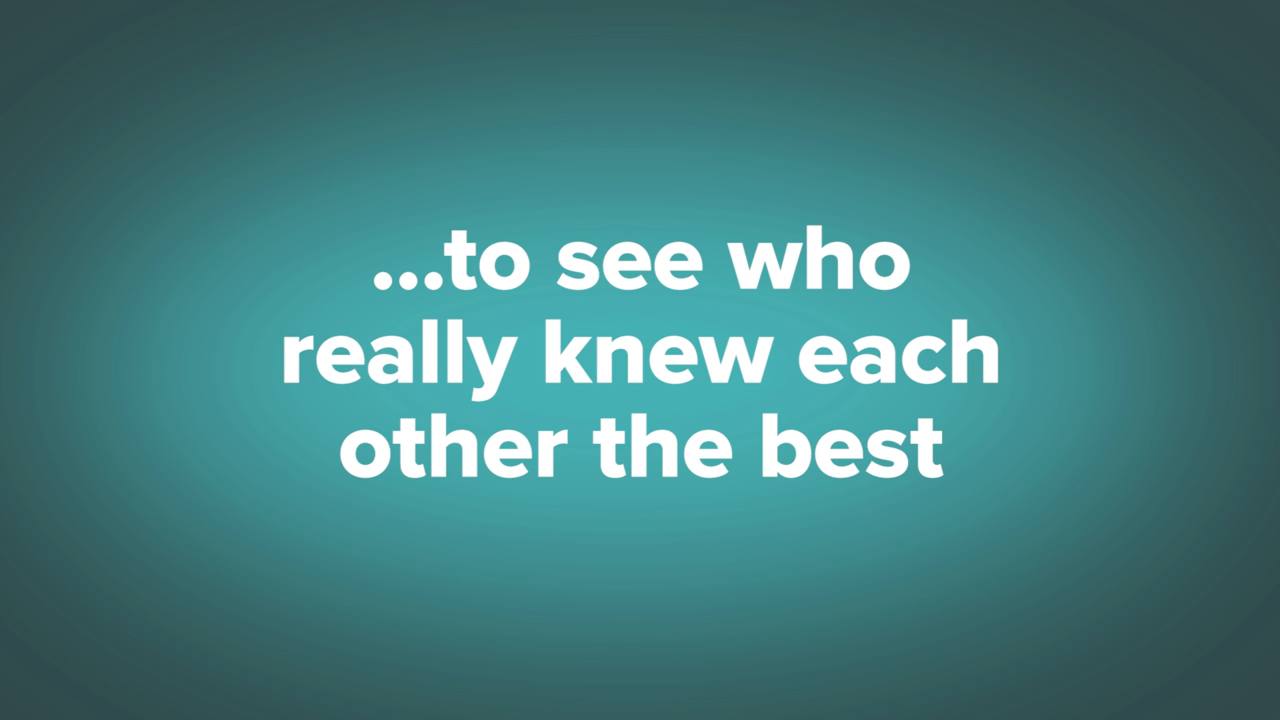 ...to see who
really knew each
other the best